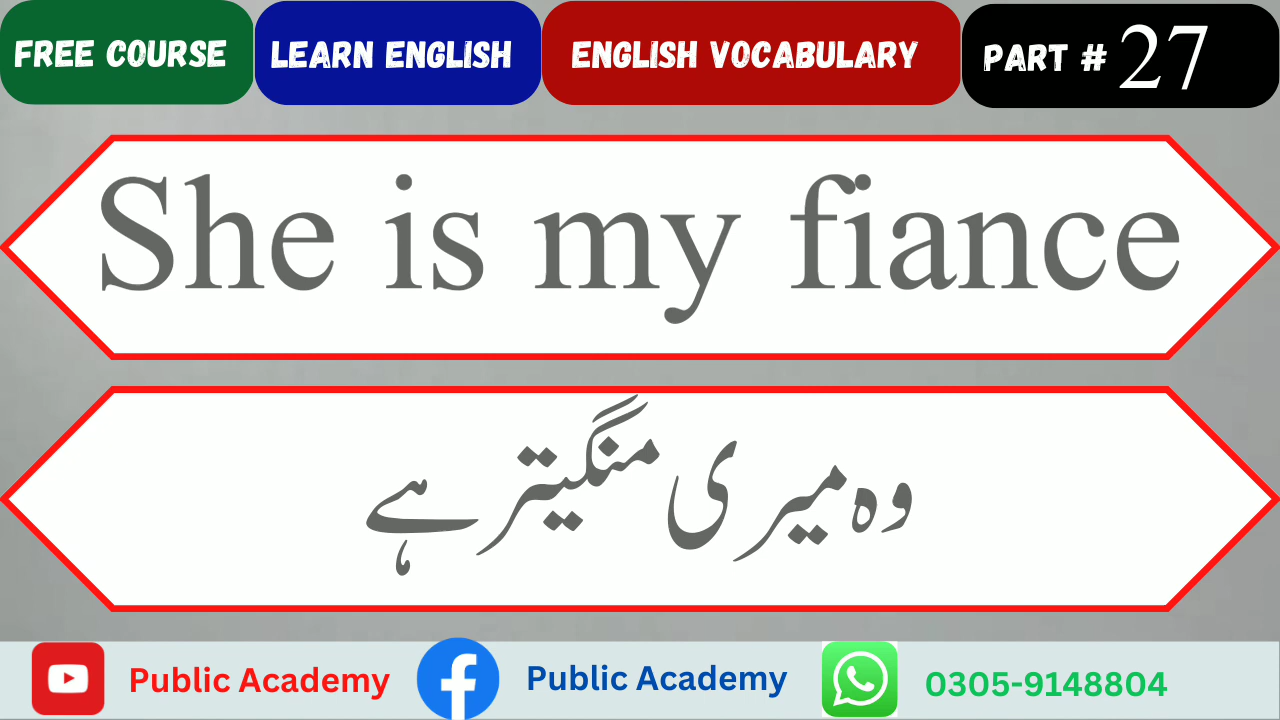 FREE COURSE LEARN ENGLISH ENGLISH VOCABULARY PART # 27
She is my fiance
وہ میری منگیتر ہے
Public Academy Public Academy 0305-9148804